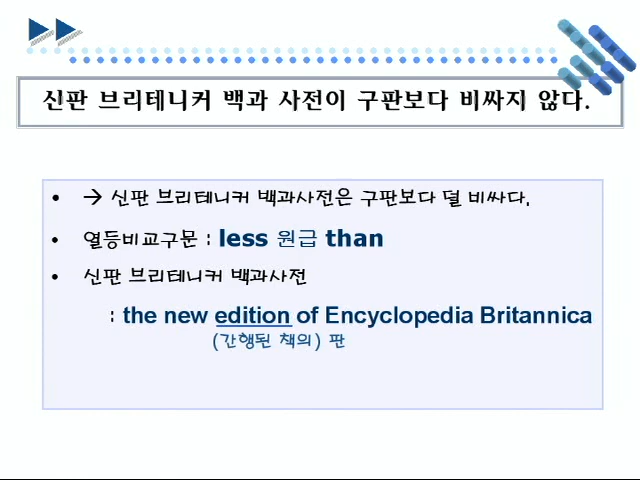 신판 브리테니커 백과 사전이 구판보다 비싸지 않다.
• → 신판 브리테니커 백과사전은 구판보다 덜 비싸다.
• 열등비교구문 : less 원급 than
• 신판 브리테니커 백과사전
: the new edition of Encyclopedia Britannica
(간행된 책의) 판